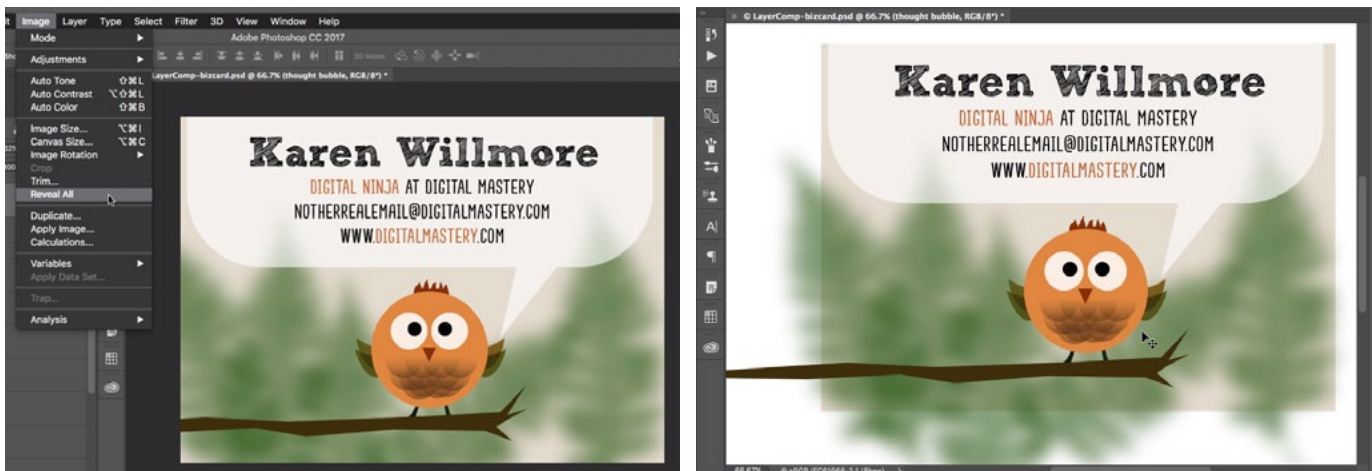 Image Layer Type Select Filter 3D View Window Help
Adobe Photoshop CC 2017
3D Mode:
LayerComp-bizcard.psd @ 66.7% (thought bubble, RGB/8*) *
Mode
Adjustments
Auto Tone ⇧⌘L
Auto Contrast ⌥⇧⌘L
Auto Color ⇧⌘B
Image Size... ⌥⌘I
Canvas Size... ⌥⌘C
Image Rotation
Crop
Trim...
Reveal All
Duplicate...
Apply Image...
Calculations...
Variables
Apply Data Set...
Trap...
Analysis
Karen Willmore
DIGITAL NINJA AT DIGITAL MASTERY
NOTHERREALEMAIL@DIGITALMASTERY.COM
WWW.DIGITALMASTERY.COM
× © LayerComp-bizcard.psd @ 66.7% (thought bubble, RGB/8*) *
Karen Willmore
DIGITAL NINJA AT DIGITAL MASTERY
NOTHERREALEMAIL@DIGITALMASTERY.COM
WWW.DIGITALMASTERY.COM